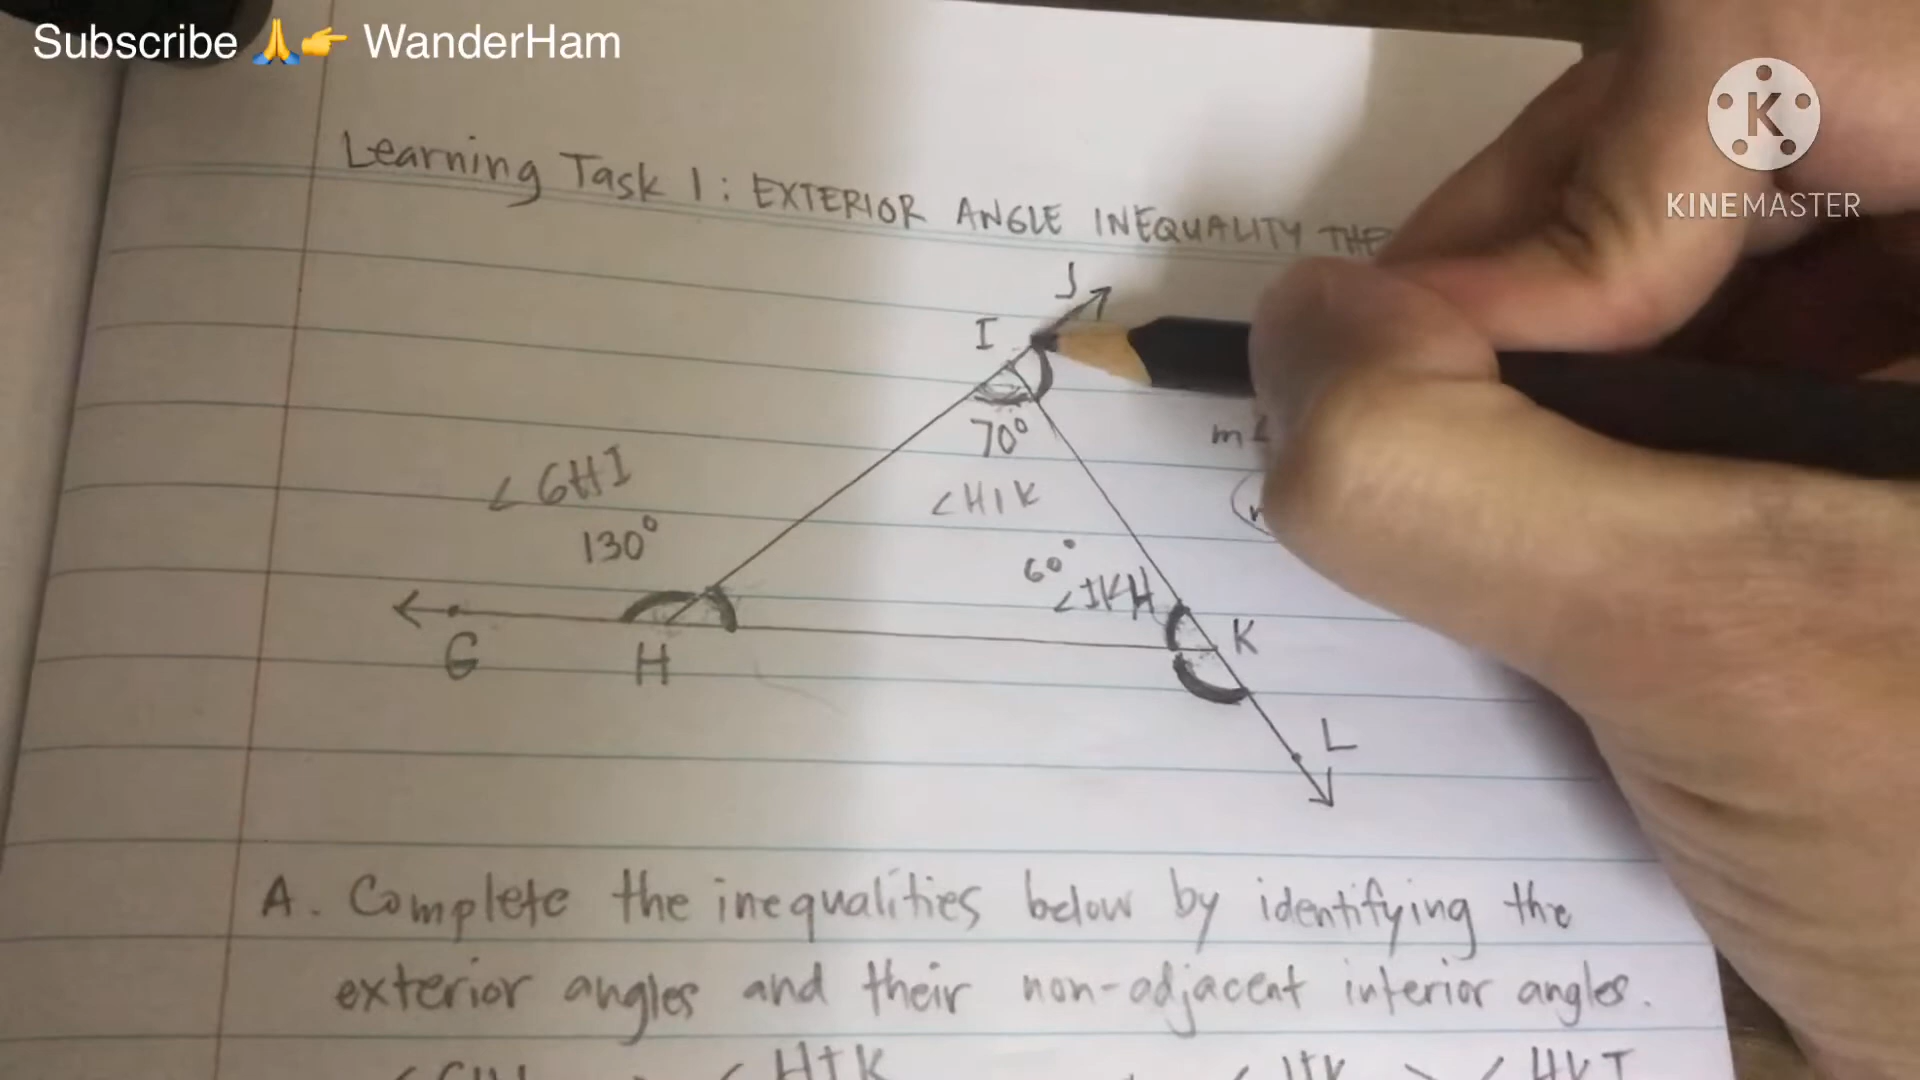 Subscribe 🙏👉 WanderHam
K
KINEMASTER
Learning Task 1: EXTERIOR ANGLE INEQUALITY
J
I
70°
∠GHI
∠HIK
130°
60°
∠IKH
G
H
K
L
A. Complete the inequalities below by identifying the
exterior angles and their non-adjacent interior angles.